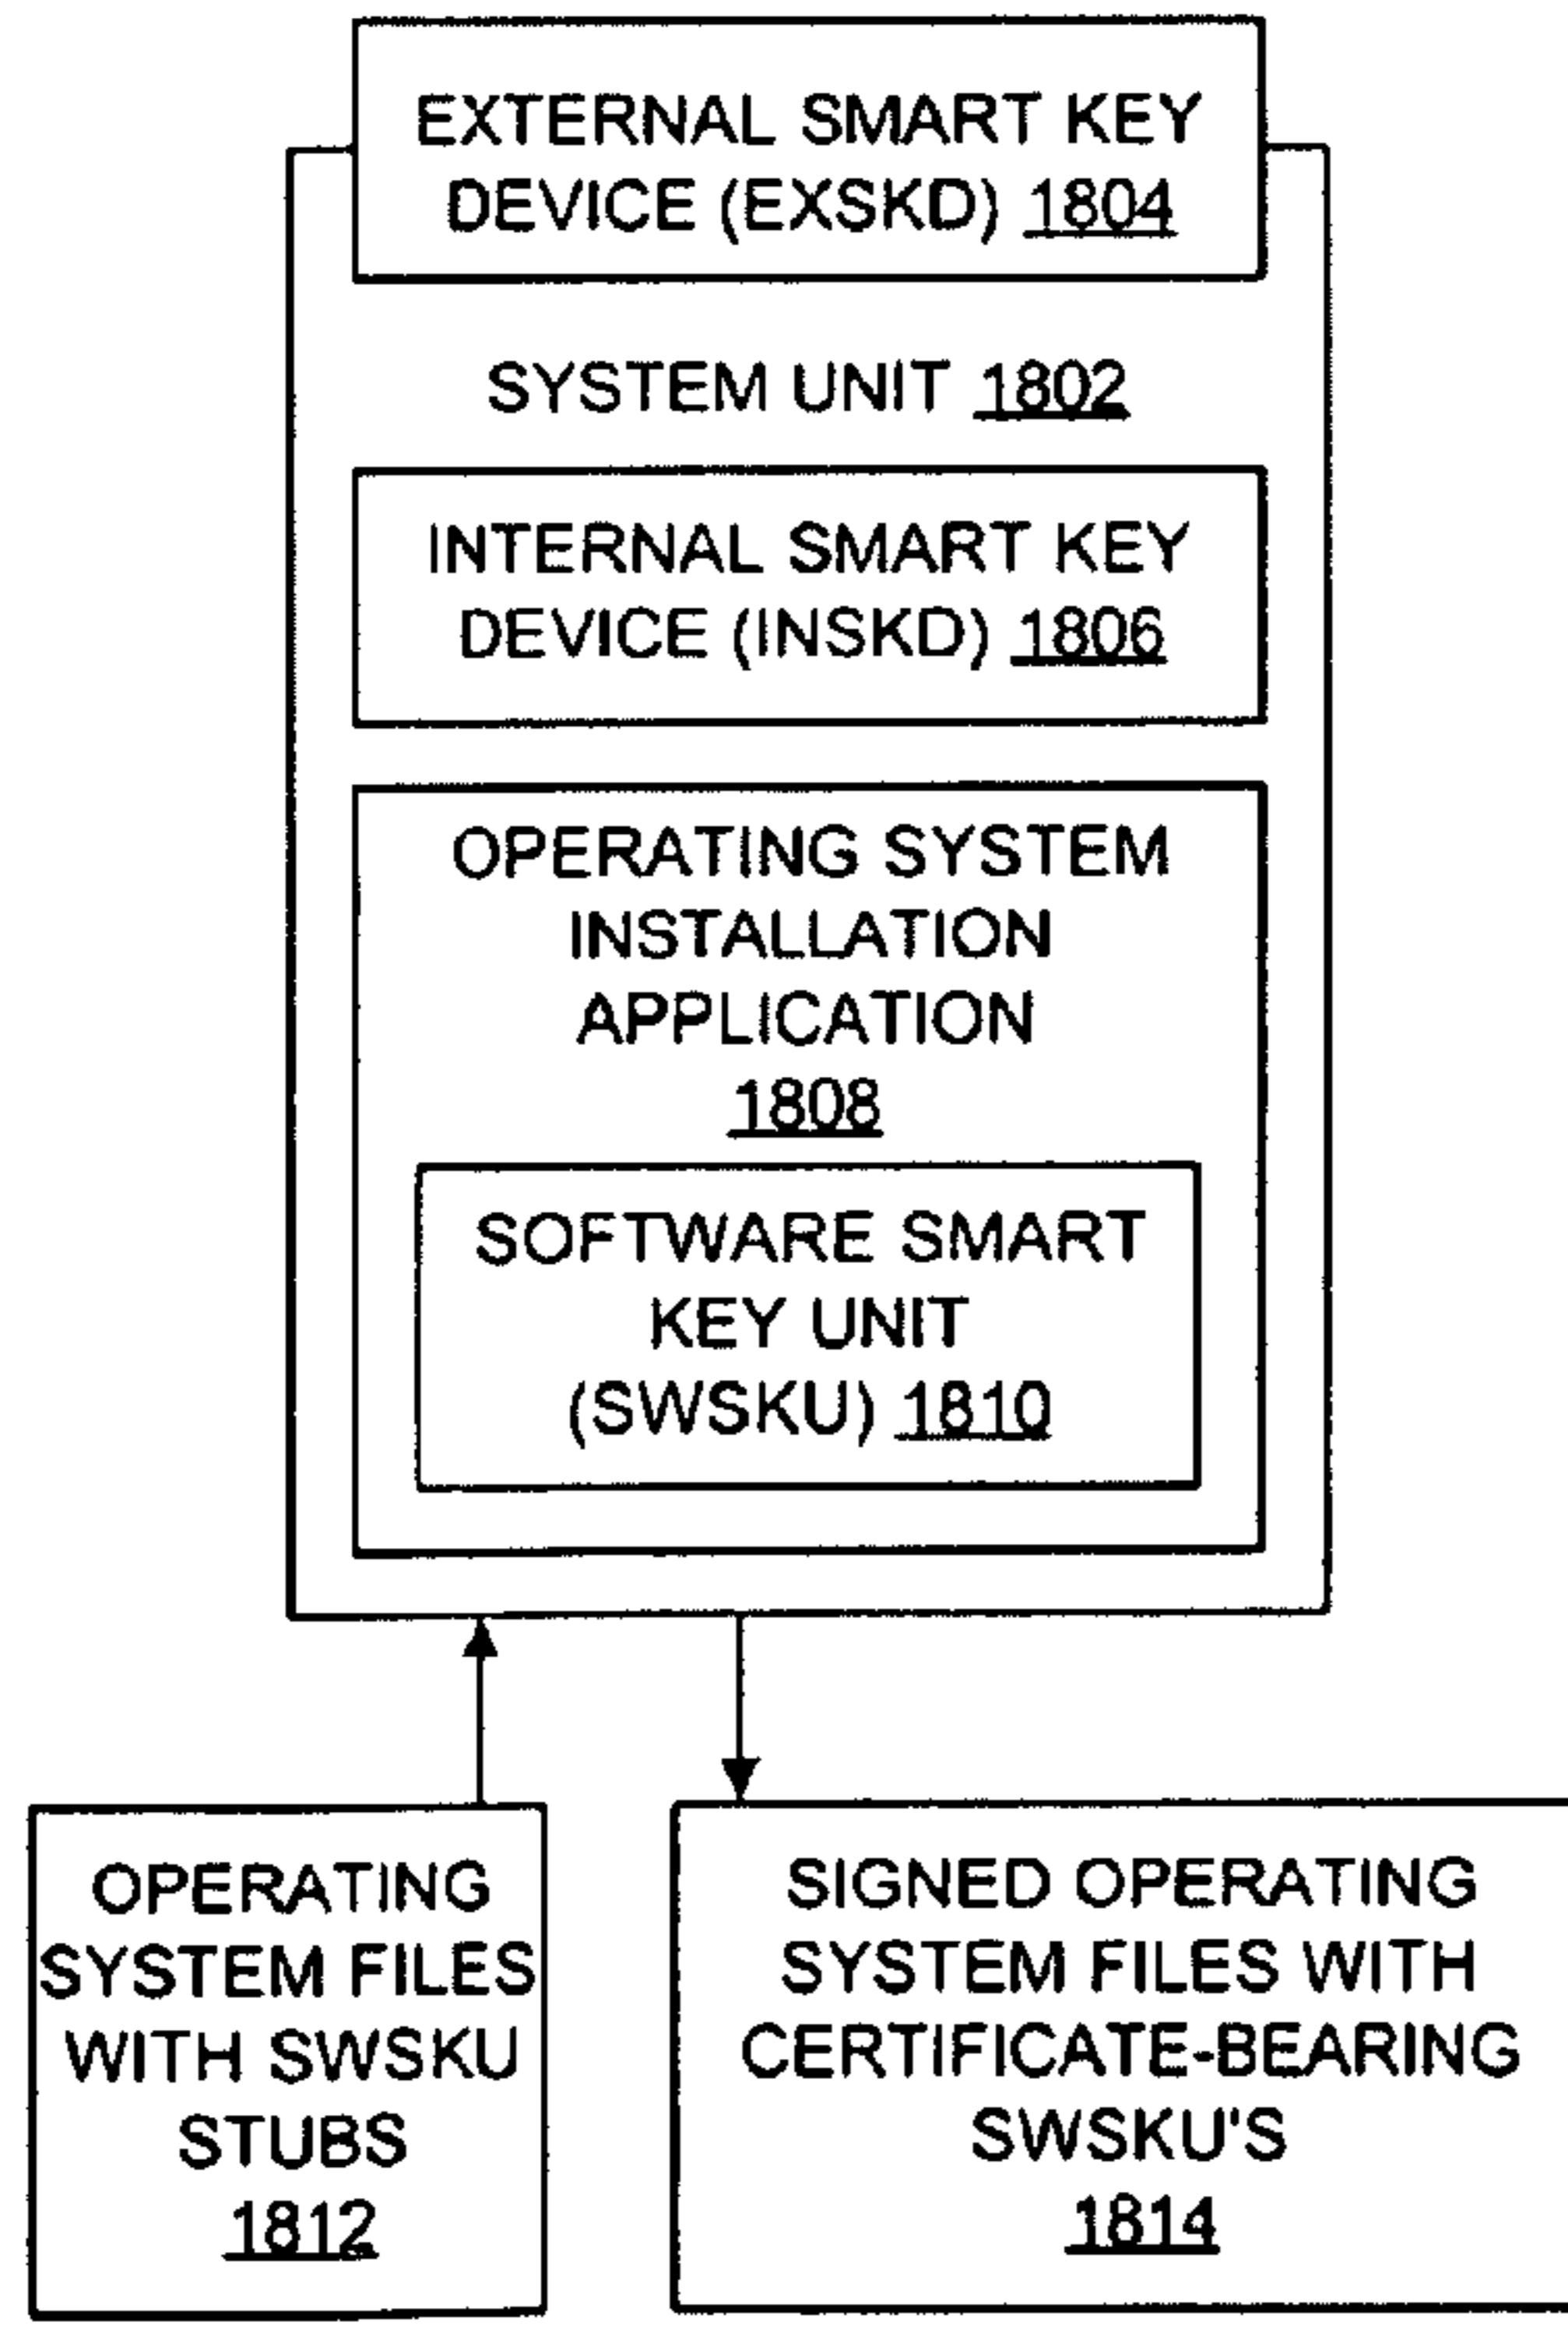 EXTERNAL SMART KEY
DEVICE (EXSKD) 1804
SYSTEM UNIT 1802
INTERNAL SMART KEY
DEVICE (INSKD) 1806
OPERATING SYSTEM
INSTALLATION
APPLICATION
1808
SOFTWARE SMART
KEY UNIT
(SWSKU) 1810
OPERATING
SYSTEM FILES
WITH SWSKU
STUBS
1812
SIGNED OPERATING
SYSTEM FILES WITH
CERTIFICATE-BEARING
SWSKU'S
1814